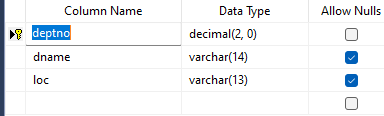 Column Name Data Type Allow Nulls
deptno decimal(2, 0)
dname varchar(14)
loc varchar(13)